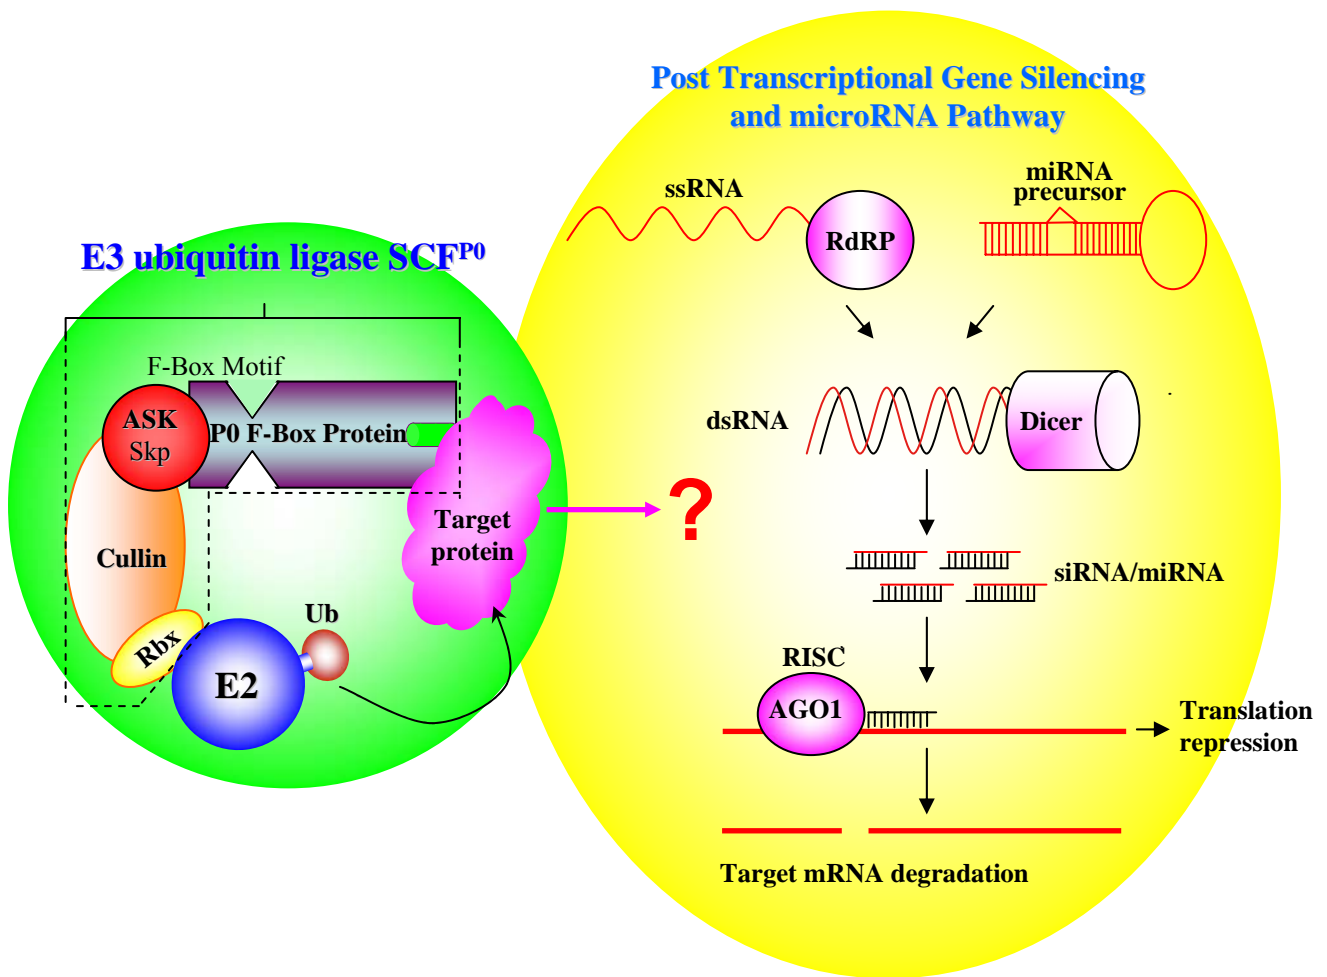 Post Transcriptional Gene Silencing
and microRNA Pathway
ssRNA
RdRP
miRNA
precursor
E3 ubiquitin ligase SCFP0
F-Box Motif
ASK
Skp
P0 F-Box Protein
Cullin
Rbx
E2
Ub
Target
protein
?
dsRNA
Dicer
siRNA/miRNA
RISC
AGO1
Translation
repression
Target mRNA degradation